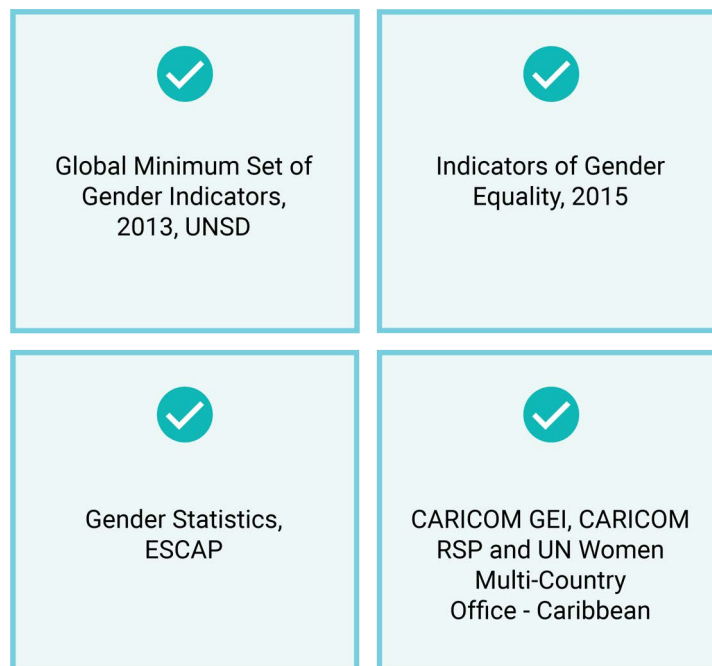 Global Minimum Set of
Gender Indicators,
2013, UNSD
Indicators of Gender
Equality, 2015
Gender Statistics,
ESCAP
CARICOM GEI, CARICOM
RSP and UN Women
Multi-Country
Office - Caribbean